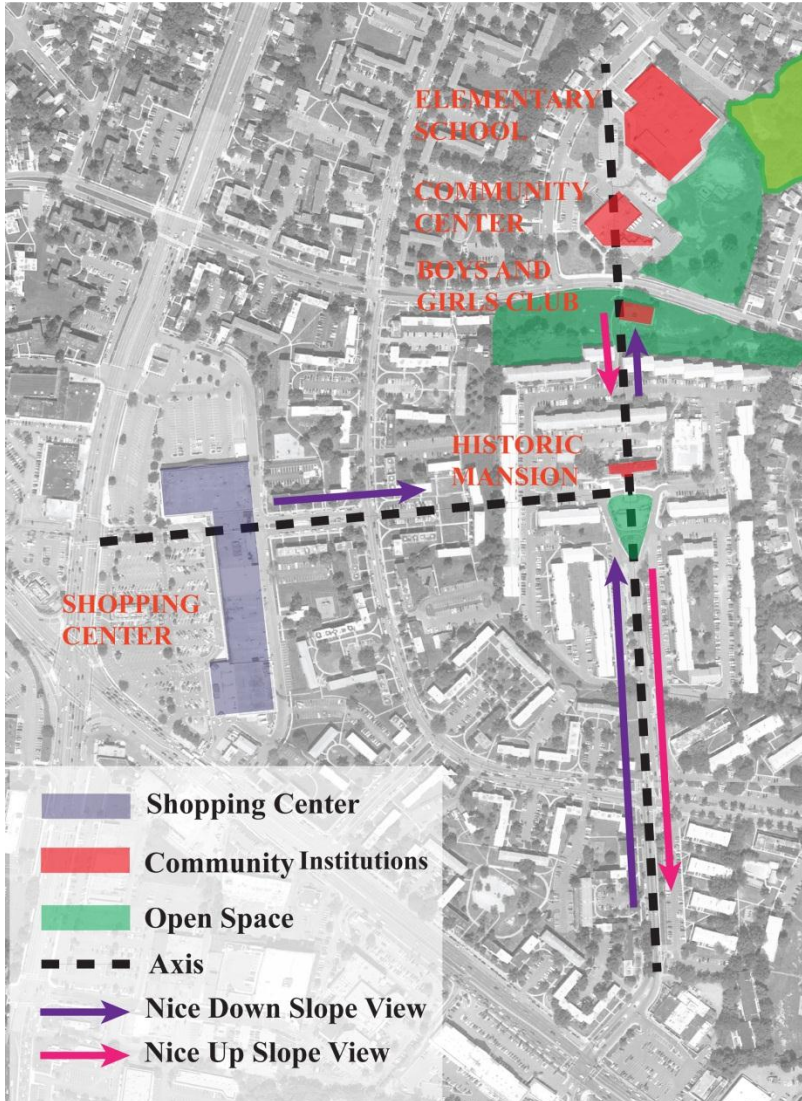 ELEMENTARY
SCHOOL
COMMUNITY
CENTER
BOYS AND
GIRLS CLUB
HISTORIC
MANSION
SHOPPING
CENTER
Shopping Center
Community Institutions
Open Space
Axis
Nice Down Slope View
Nice Up Slope View